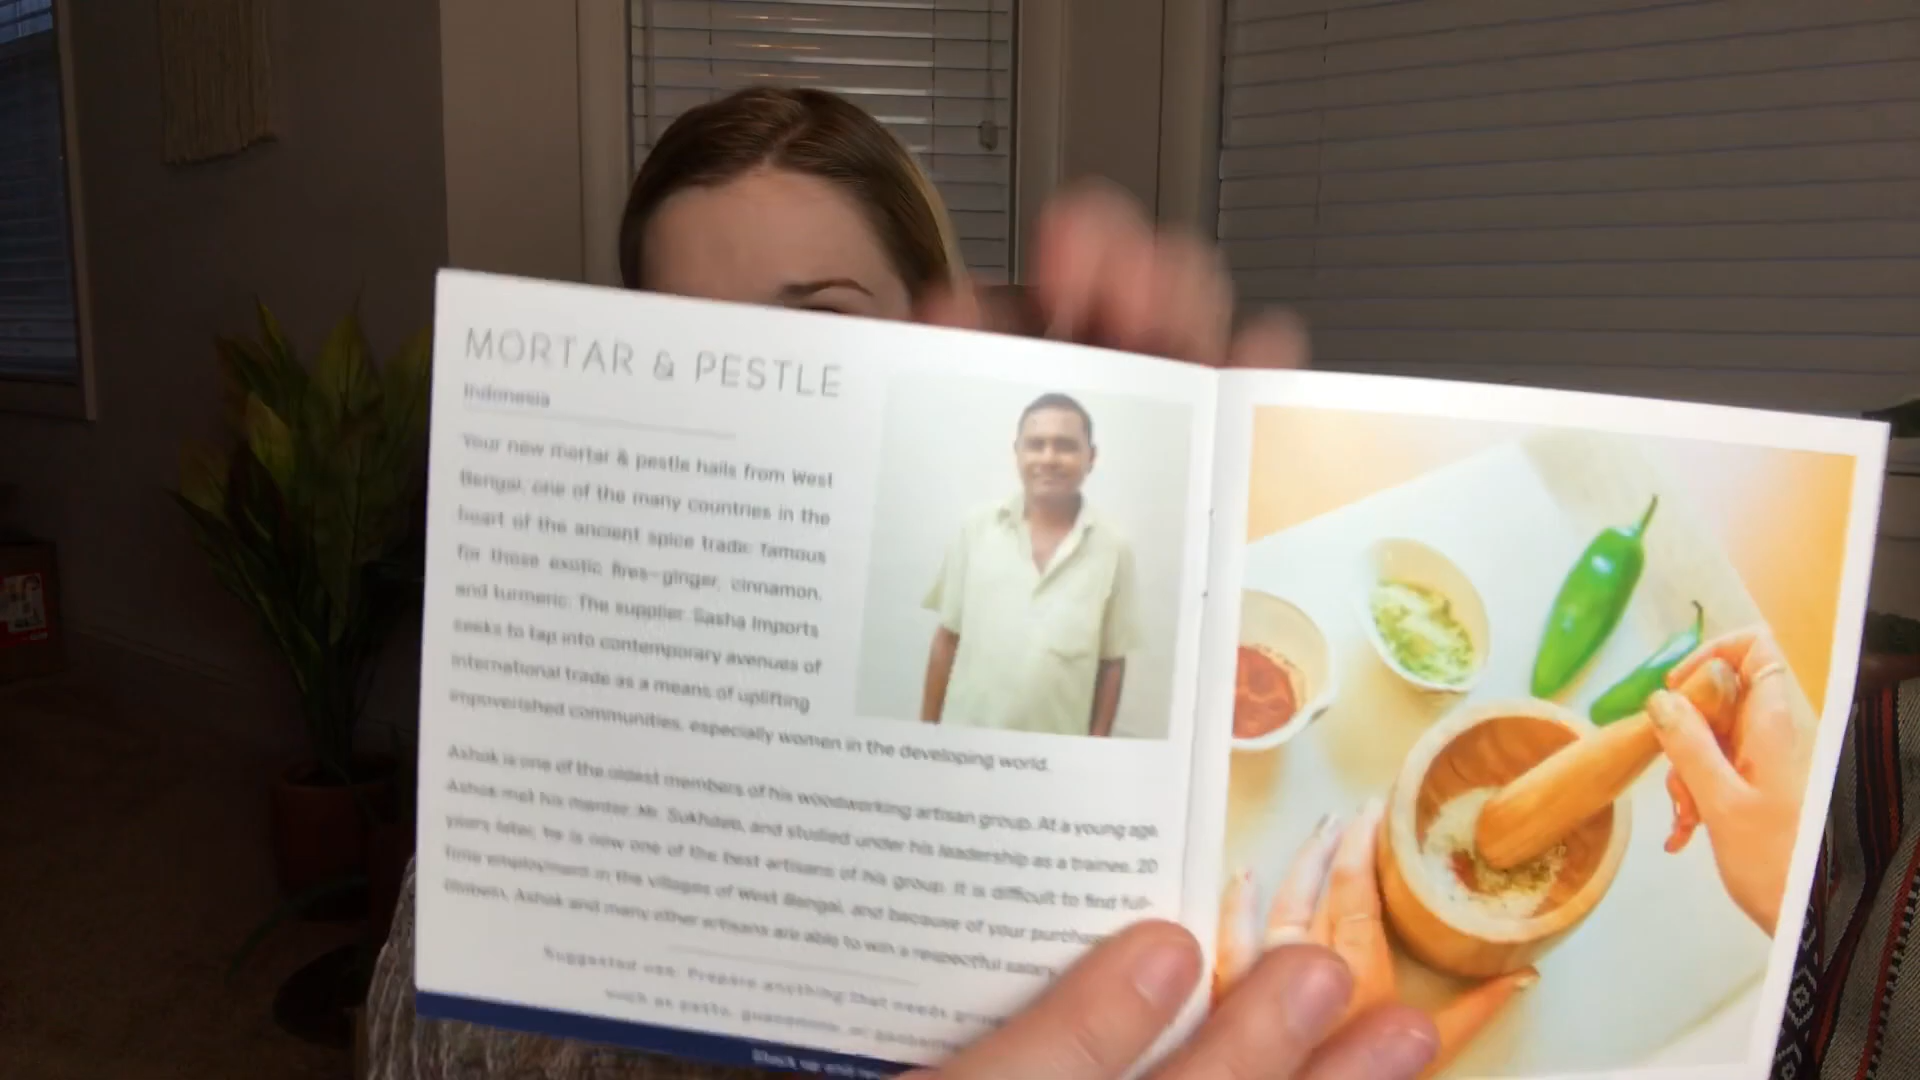 MORTAR & PESTLE
Indonesia
Your new mortar & pestle hails from West
Bengal, one of the many countries in the
heart of the ancient spice trade famous
for those exotic fires—ginger, cinnamon,
and turmeric. The supplier Sasha Imports
seeks to tap into contemporary avenues of
international trade as a means of uplifting
impoverished communities, especially women in the developing world.
Ashok is one of the oldest members of his woodworking artisan group. At a young age
Ashok met his mentor, Mr. and studied under his leadership as a trainee. 20
years later, he is now one of the best artisans of his group. It is difficult to find full-
time employment in the villages of West Bengal, and because of your purchase
Ashok and many other artisans are able to win a respectful salary
Suggested use: Prepare anything that needs
such as pesto, guacamole, or
Stock up and